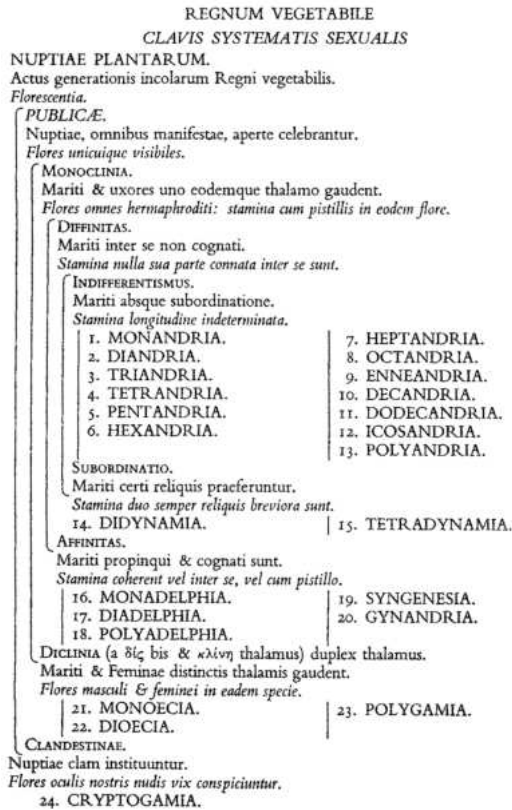 REGNUM VEGETABILE
CLAVIS SYSTEMATIS SEXUALIS
NUPTIAE PLANTARUM.
Actus generationis incolarum Regni vegetabilis.
Florescentia.
PUBLICÆ.
Nuptiae, omnibus manifestae, aperte celebrantur.
Flores unicuique visibiles.
MONOCLINIA.
Mariti & uxores uno eodemque thalamo gaudent.
Flores omnes hermaphroditi: stamina cum pistillis in eodem flore.
DIFFINITAS.
Mariti inter se non cognati.
Stamina nulla sua parte connata inter se sunt.
INDIFFERENTISMUS.
Mariti absque subordinatione.
Stamina longitudine indeterminata.
1. MONANDRIA.
2. DIANDRIA.
3. TRIANDRIA.
4. TETRANDRIA.
5. PENTANDRIA.
6. HEXANDRIA.
7. HEPTANDRIA.
8. OCTANDRIA.
9. ENNEANDRIA.
10. DECANDRIA.
11. DODECANDRIA.
12. ICOSANDRIA.
13. POLYANDRIA.
SUBORDINATIO.
Mariti certi reliquis praeferuntur.
Stamina duo semper reliquis breviora sunt.
14. DIDYNAMIA.
15. TETRADYNAMIA.
AFFINITAS.
Mariti propinqui & cognati sunt.
Stamina coherent vel inter se, vel cum pistillo.
16. MONADELPHIA.
17. DIADELPHIA.
18. POLYADELPHIA.
19. SYNGENESIA.
20. GYNANDRIA.
DICLINIA (a δίς bis & κλίνη thalamus) duplex thalamus.
Mariti & Feminae distinctis thalamis gaudent.
Flores masculi & feminei in eadem specie.
21. MONOECIA.
22. DIOECIA.
23. POLYGAMIA.
CLANDESTINAE.
Nuptiae clam instituuntur.
Flores oculis nostris nudis vix conspiciuntur.
24. CRYPTOGAMIA.